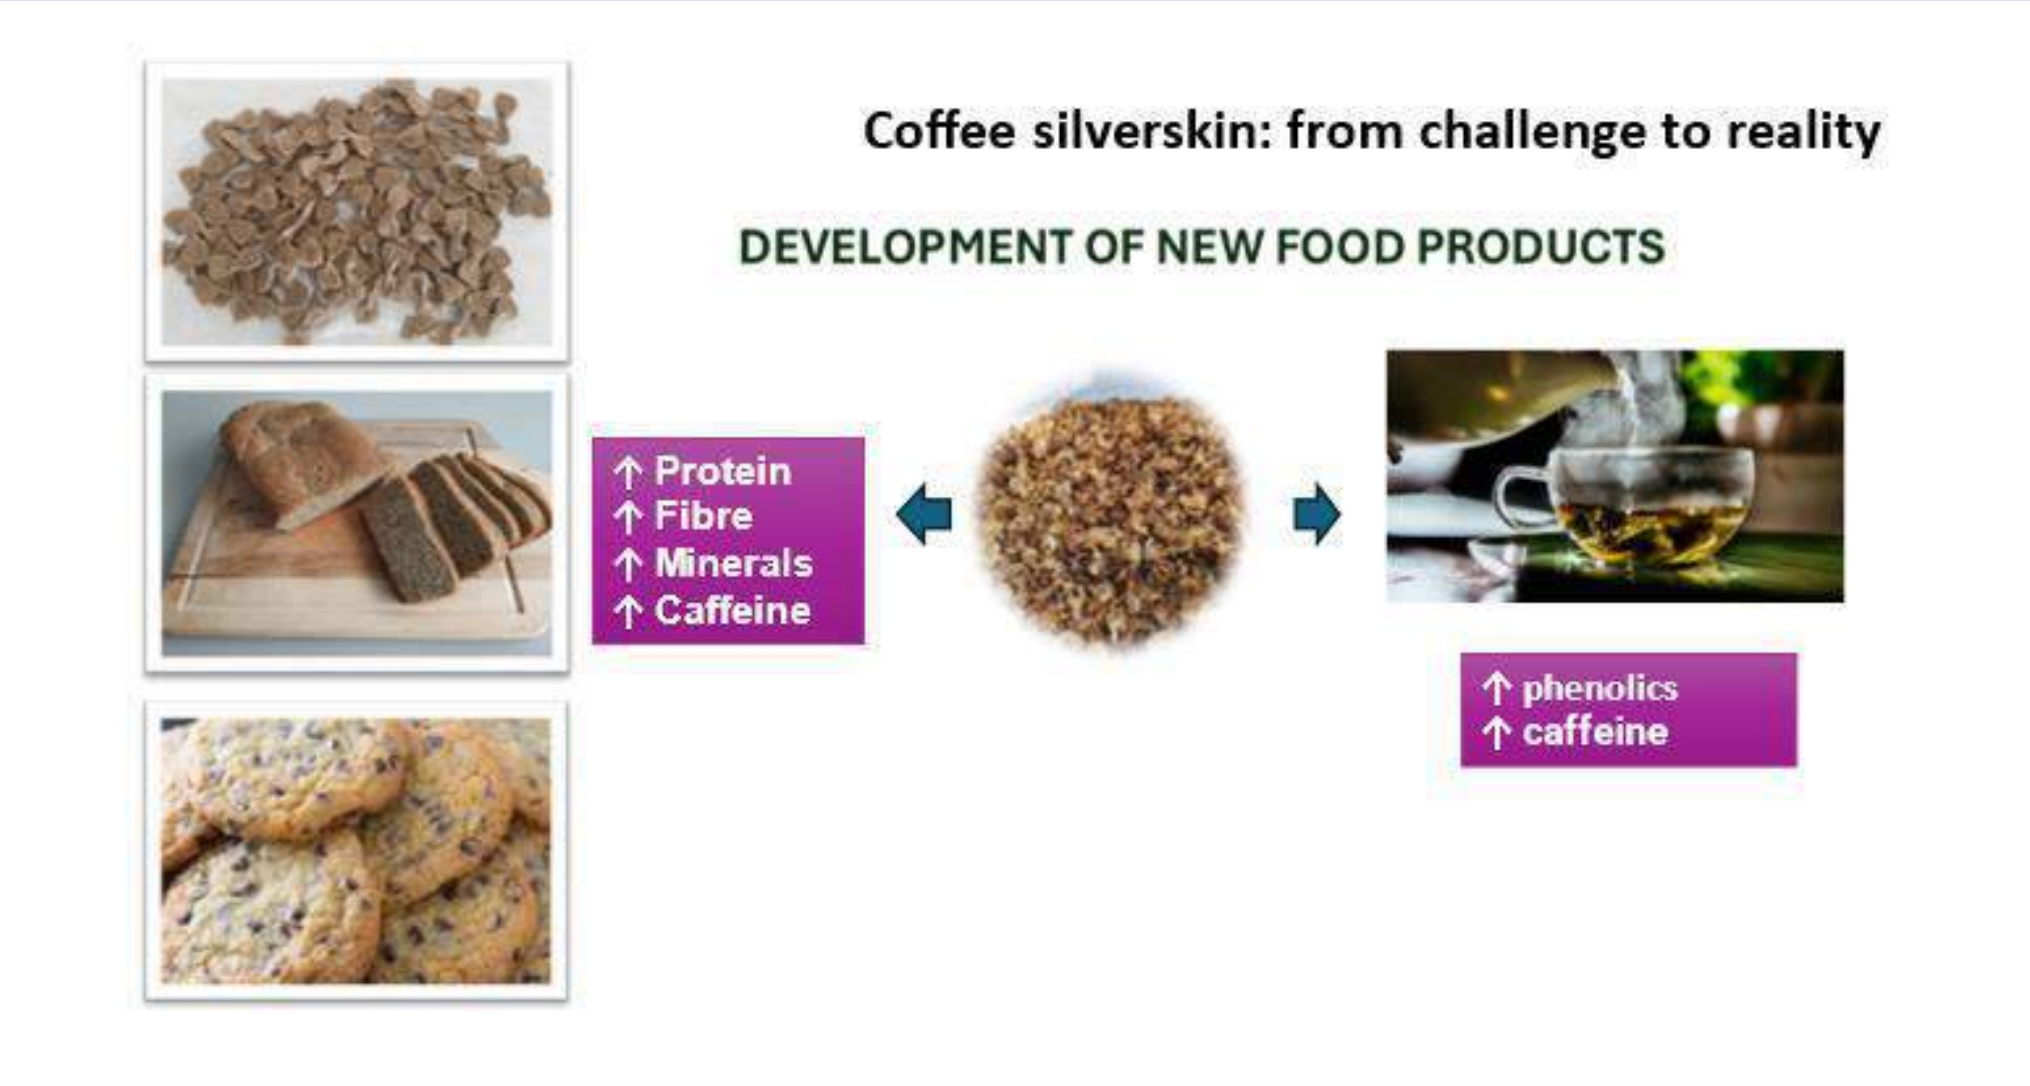 Coffee silverskin: from challenge to reality
DEVELOPMENT OF NEW FOOD PRODUCTS
↑ Protein
↑ Fibre
↑ Minerals
↑ Caffeine
↑ phenolics
↑ caffeine